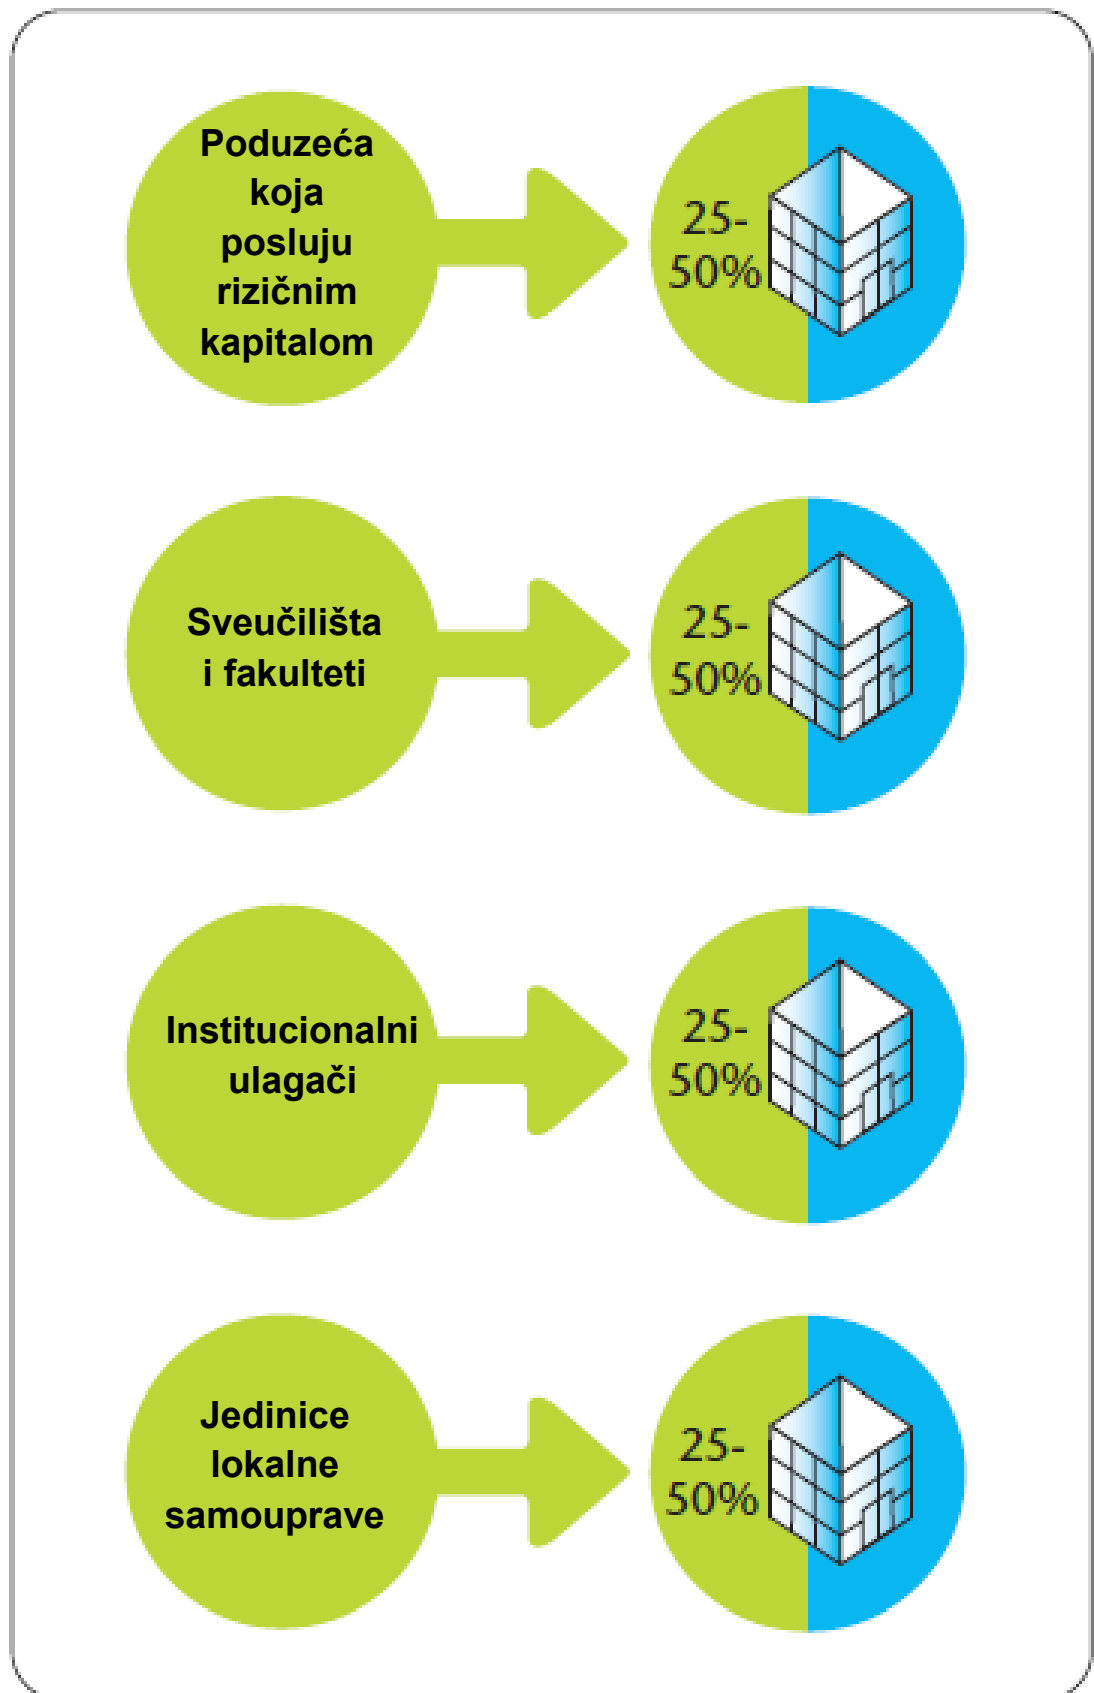 Poduzeća
koja
posluju
rizičnim
kapitalom
25-
50%
Sveučilišta
i fakulteti
25-
50%
Institucionalni
ulagači
25-
50%
Jedinice
lokalne
samouprave
25-
50%